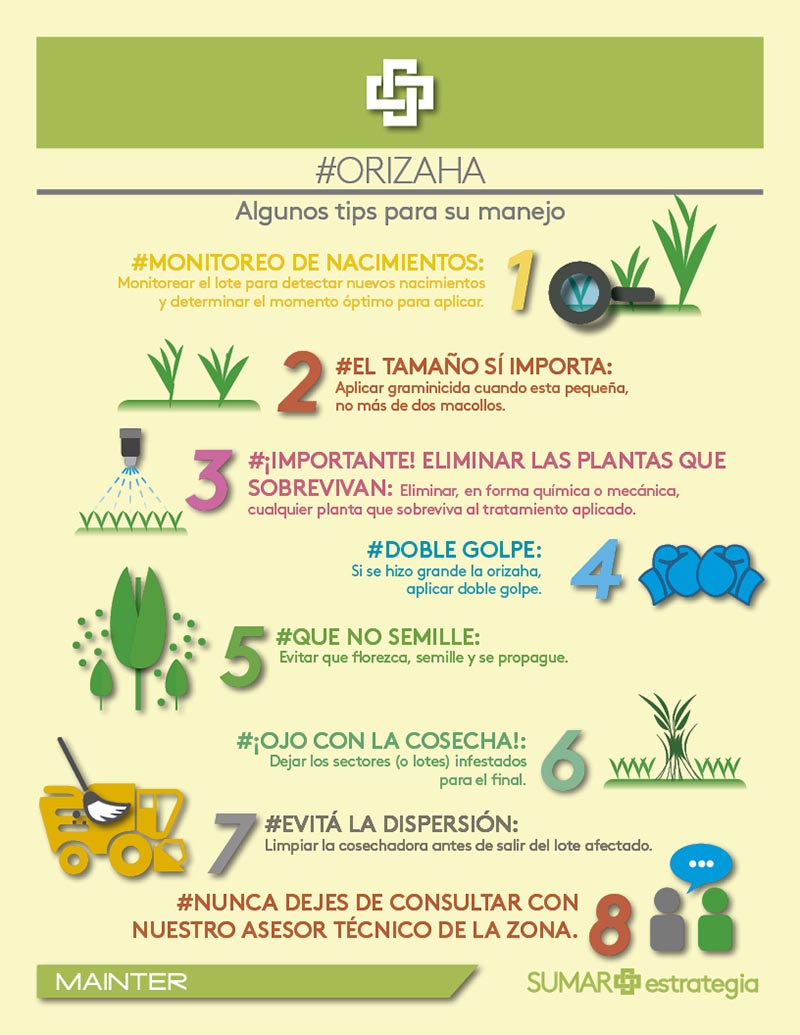 #ORIZAHA
Algunos tips para su manejo
#MONITOREO DE NACIMIENTOS:
Monitorear el lote para detectar nuevos nacimientos
y determinar el momento óptimo para aplicar.
1
2
#EL TAMAÑO SÍ IMPORTA:
Aplicar graminicida cuando esta pequeña,
no más de dos macollos.
3
#¡IMPORTANTE! ELIMINAR LAS PLANTAS QUE
SOBREVIVAN: Eliminar, en forma química o mecánica,
cualquier planta que sobreviva al tratamiento aplicado.
#DOBLE GOLPE:
Si se hizo grande la orizaha,
aplicar doble golpe.
4
5
#QUE NO SEMILLE:
Evitar que florezca, semille y se propague.
#¡OJO CON LA COSECHA!:
Dejar los sectores (o lotes) infestados
para el final.
6
7
#EVITÁ LA DISPERSIÓN:
Limpiar la cosechadora antes de salir del lote afectado.
#NUNCA DEJES DE CONSULTAR CON
NUESTRO ASESOR TÉCNICO DE LA ZONA.
8
MAINTER
SUMAR estrategia